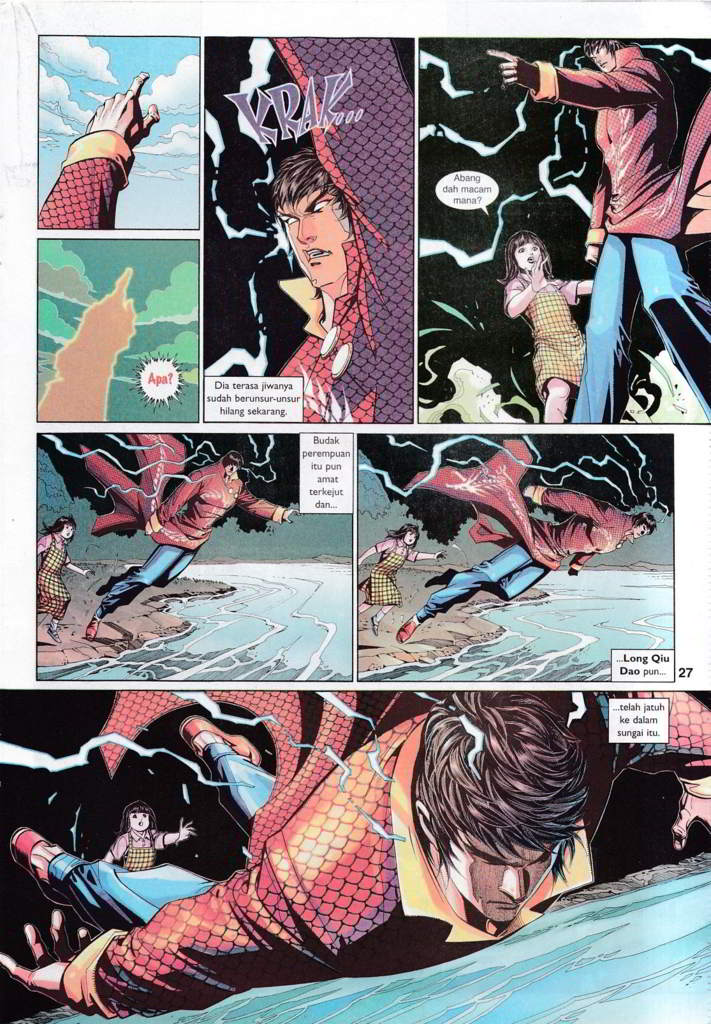 Apa?
KRAK...
Dia terasa jiwanya
sudah berunsur-unsur
hilang sekarang.
Abang
dah macam
mana?
Budak
perempuan
itu pun
amat
terkejut
dan...
...Long Qiu
Dao pun...
27
...telah jatuh
ke dalam
sungai itu.